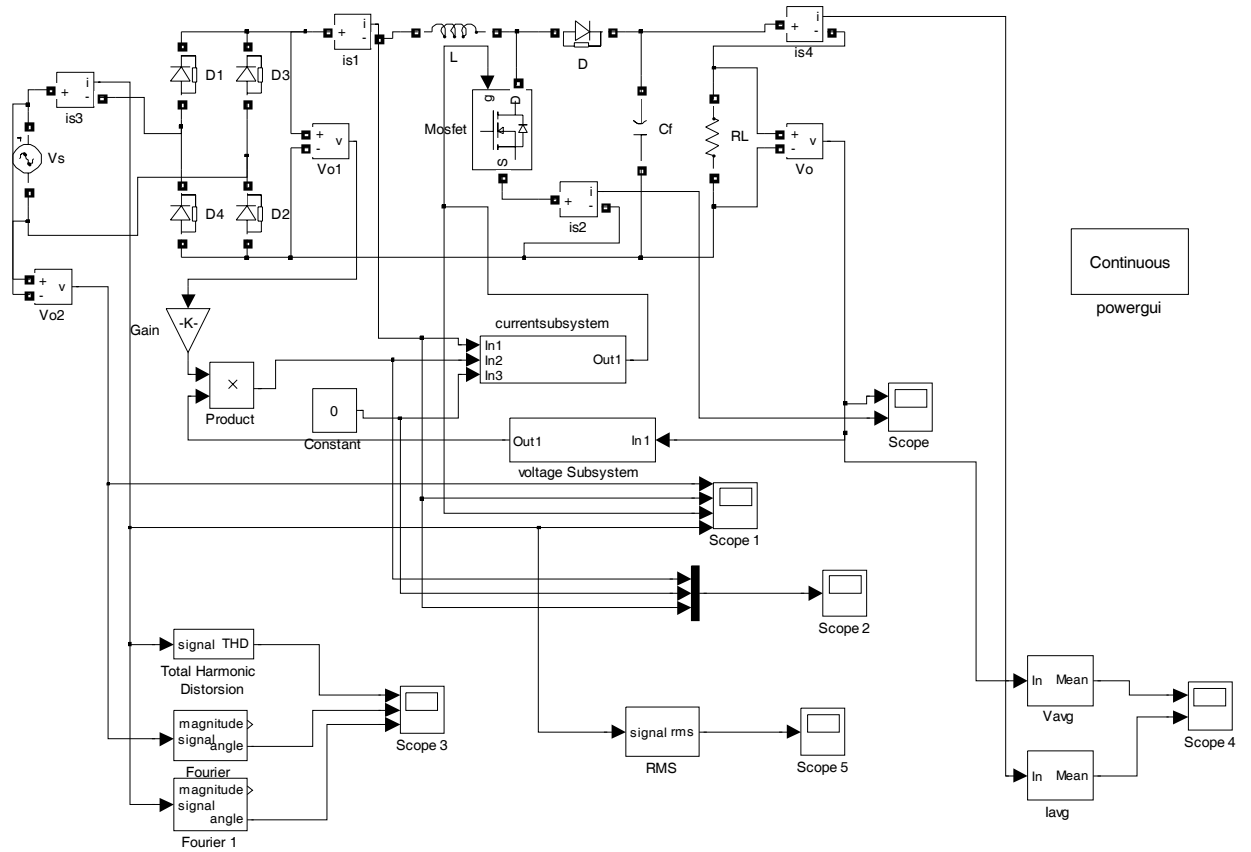 i
+
-
is4
i
+
-
is1
L
D
D1
D3
i
+
-
is3
g
D
S
Mosfet
Cf
RL
+
-
v
Vo
+
-
v
Vo1
Vs
D4
D2
i
+
-
is2
Continuous
powergui
+
-
v
Vo2
-K-
Gain
currentsubsystem
In1
In2
In3
Out1
×
Product
0
Constant
Out1
In 1
voltage Subsystem
Scope
Scope 1
Scope 2
signal THD
Total Harmonic
Distorsion
magnitude
signal
angle
Fourier
magnitude
signal
angle
Fourier 1
Scope 3
signal rms
RMS
Scope 5
In Mean
Vavg
In Mean
Iavg
Scope 4